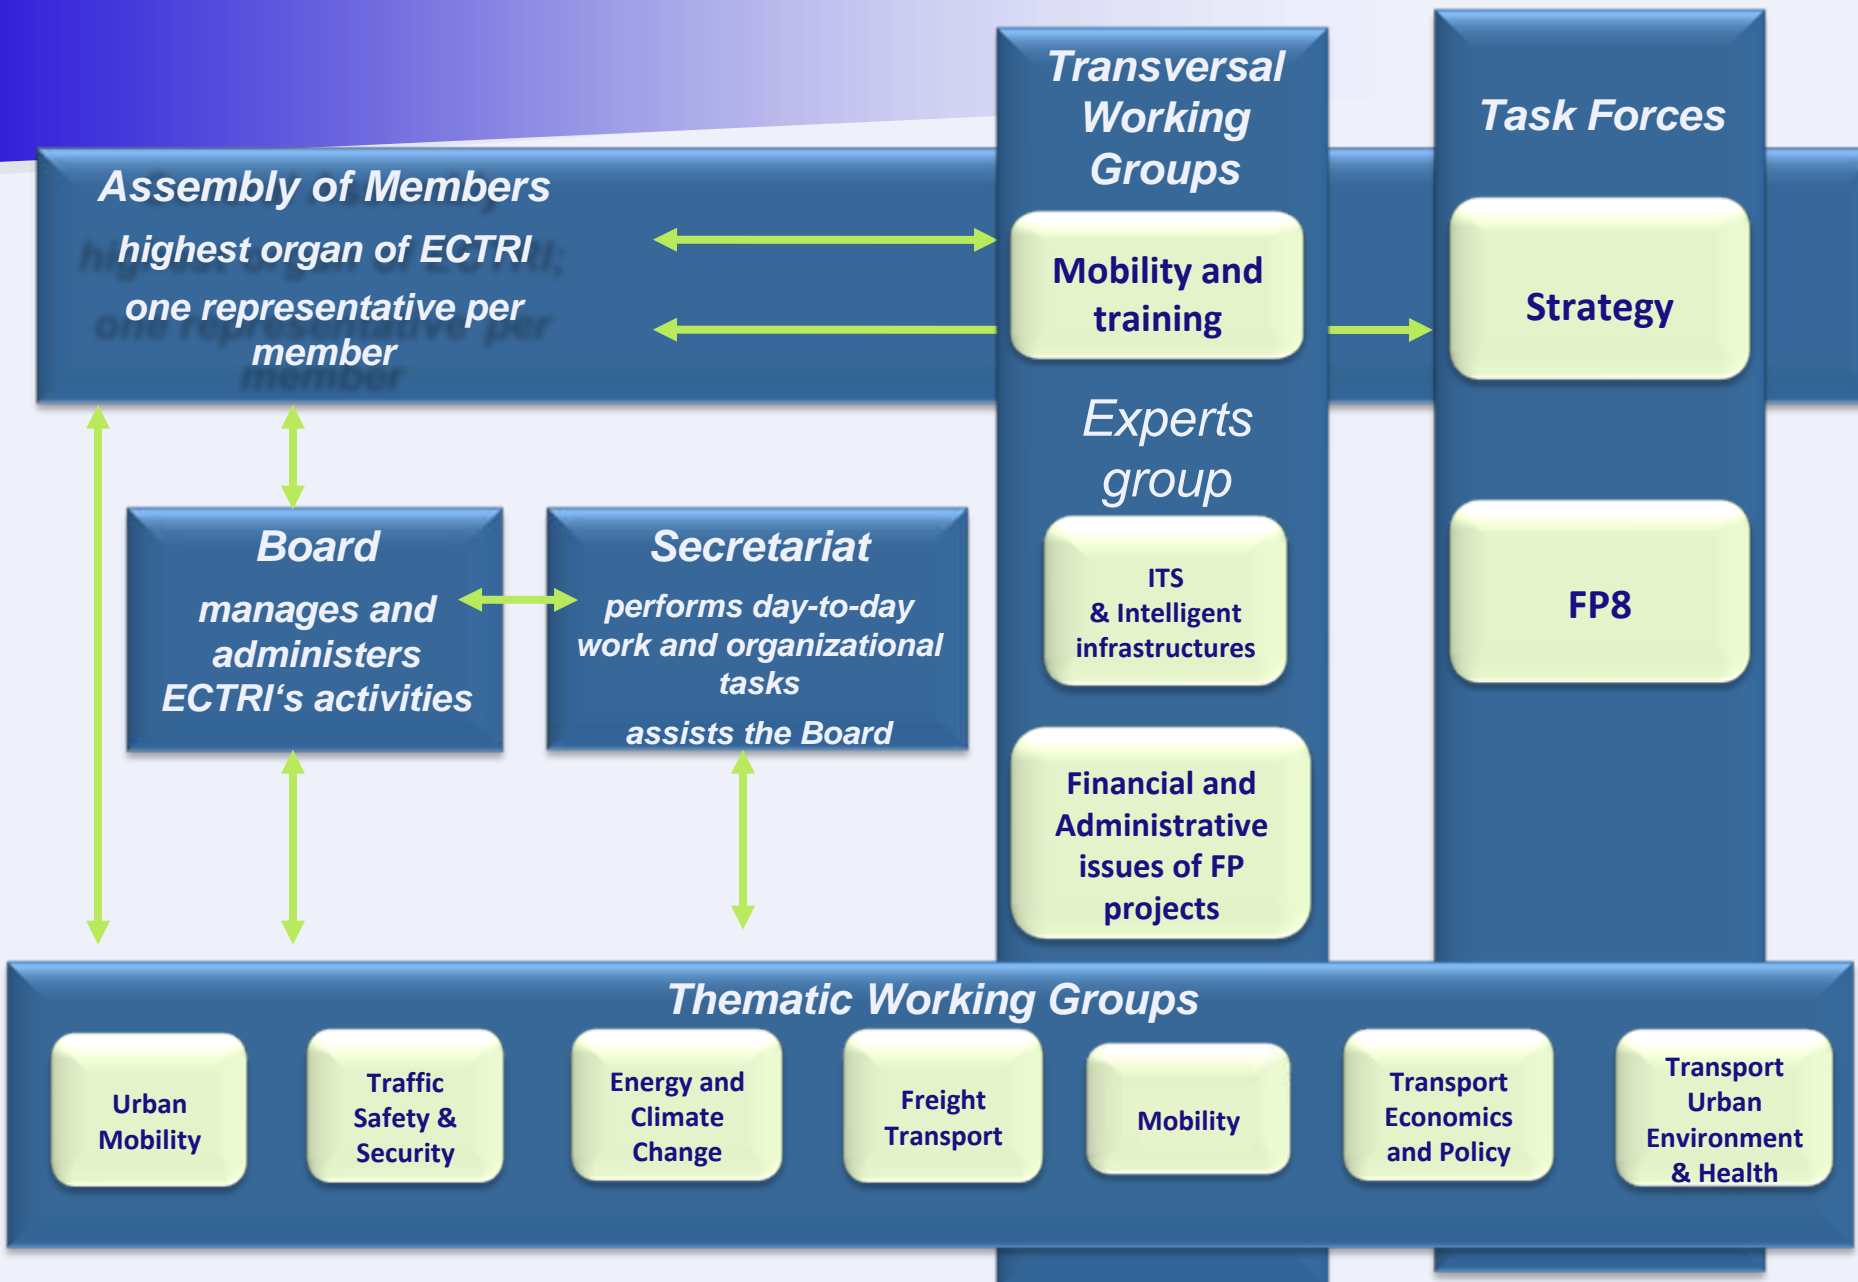 Transversal
Working
Groups
Task Forces
Assembly of Members
highest organ of ECTRI
one representative per
member
Mobility and
training
Strategy
Experts
group
Board
manages and
administers
ECTRI‘s activities
Secretariat
performs day-to-day
work and organizational
tasks
assists the Board
ITS
& Intelligent
infrastructures
FP8
Financial and
Administrative
issues of FP
projects
Thematic Working Groups
Urban
Mobility
Traffic
Safety &
Security
Energy and
Climate
Change
Freight
Transport
Mobility
Transport
Economics
and Policy
Transport
Urban
Environment
& Health